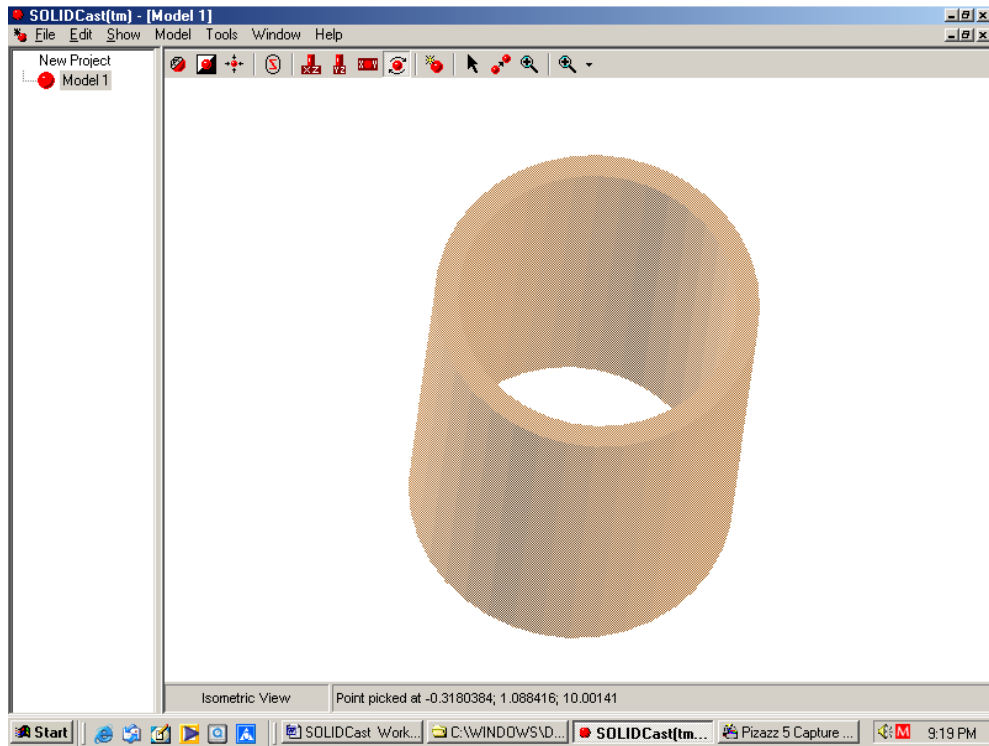 SOLIDCast(tm) - [Model 1]
File Edit Show Model Tools Window Help
New Project
Model 1
XZ YZ
Isometric View Point picked at -0.3180384; 1.088416; 10.00141
Start SOLIDCast Work... C:\WINDOWS\D... SOLIDCast(tm... Pizazz 5 Capture ... M 9:19 PM